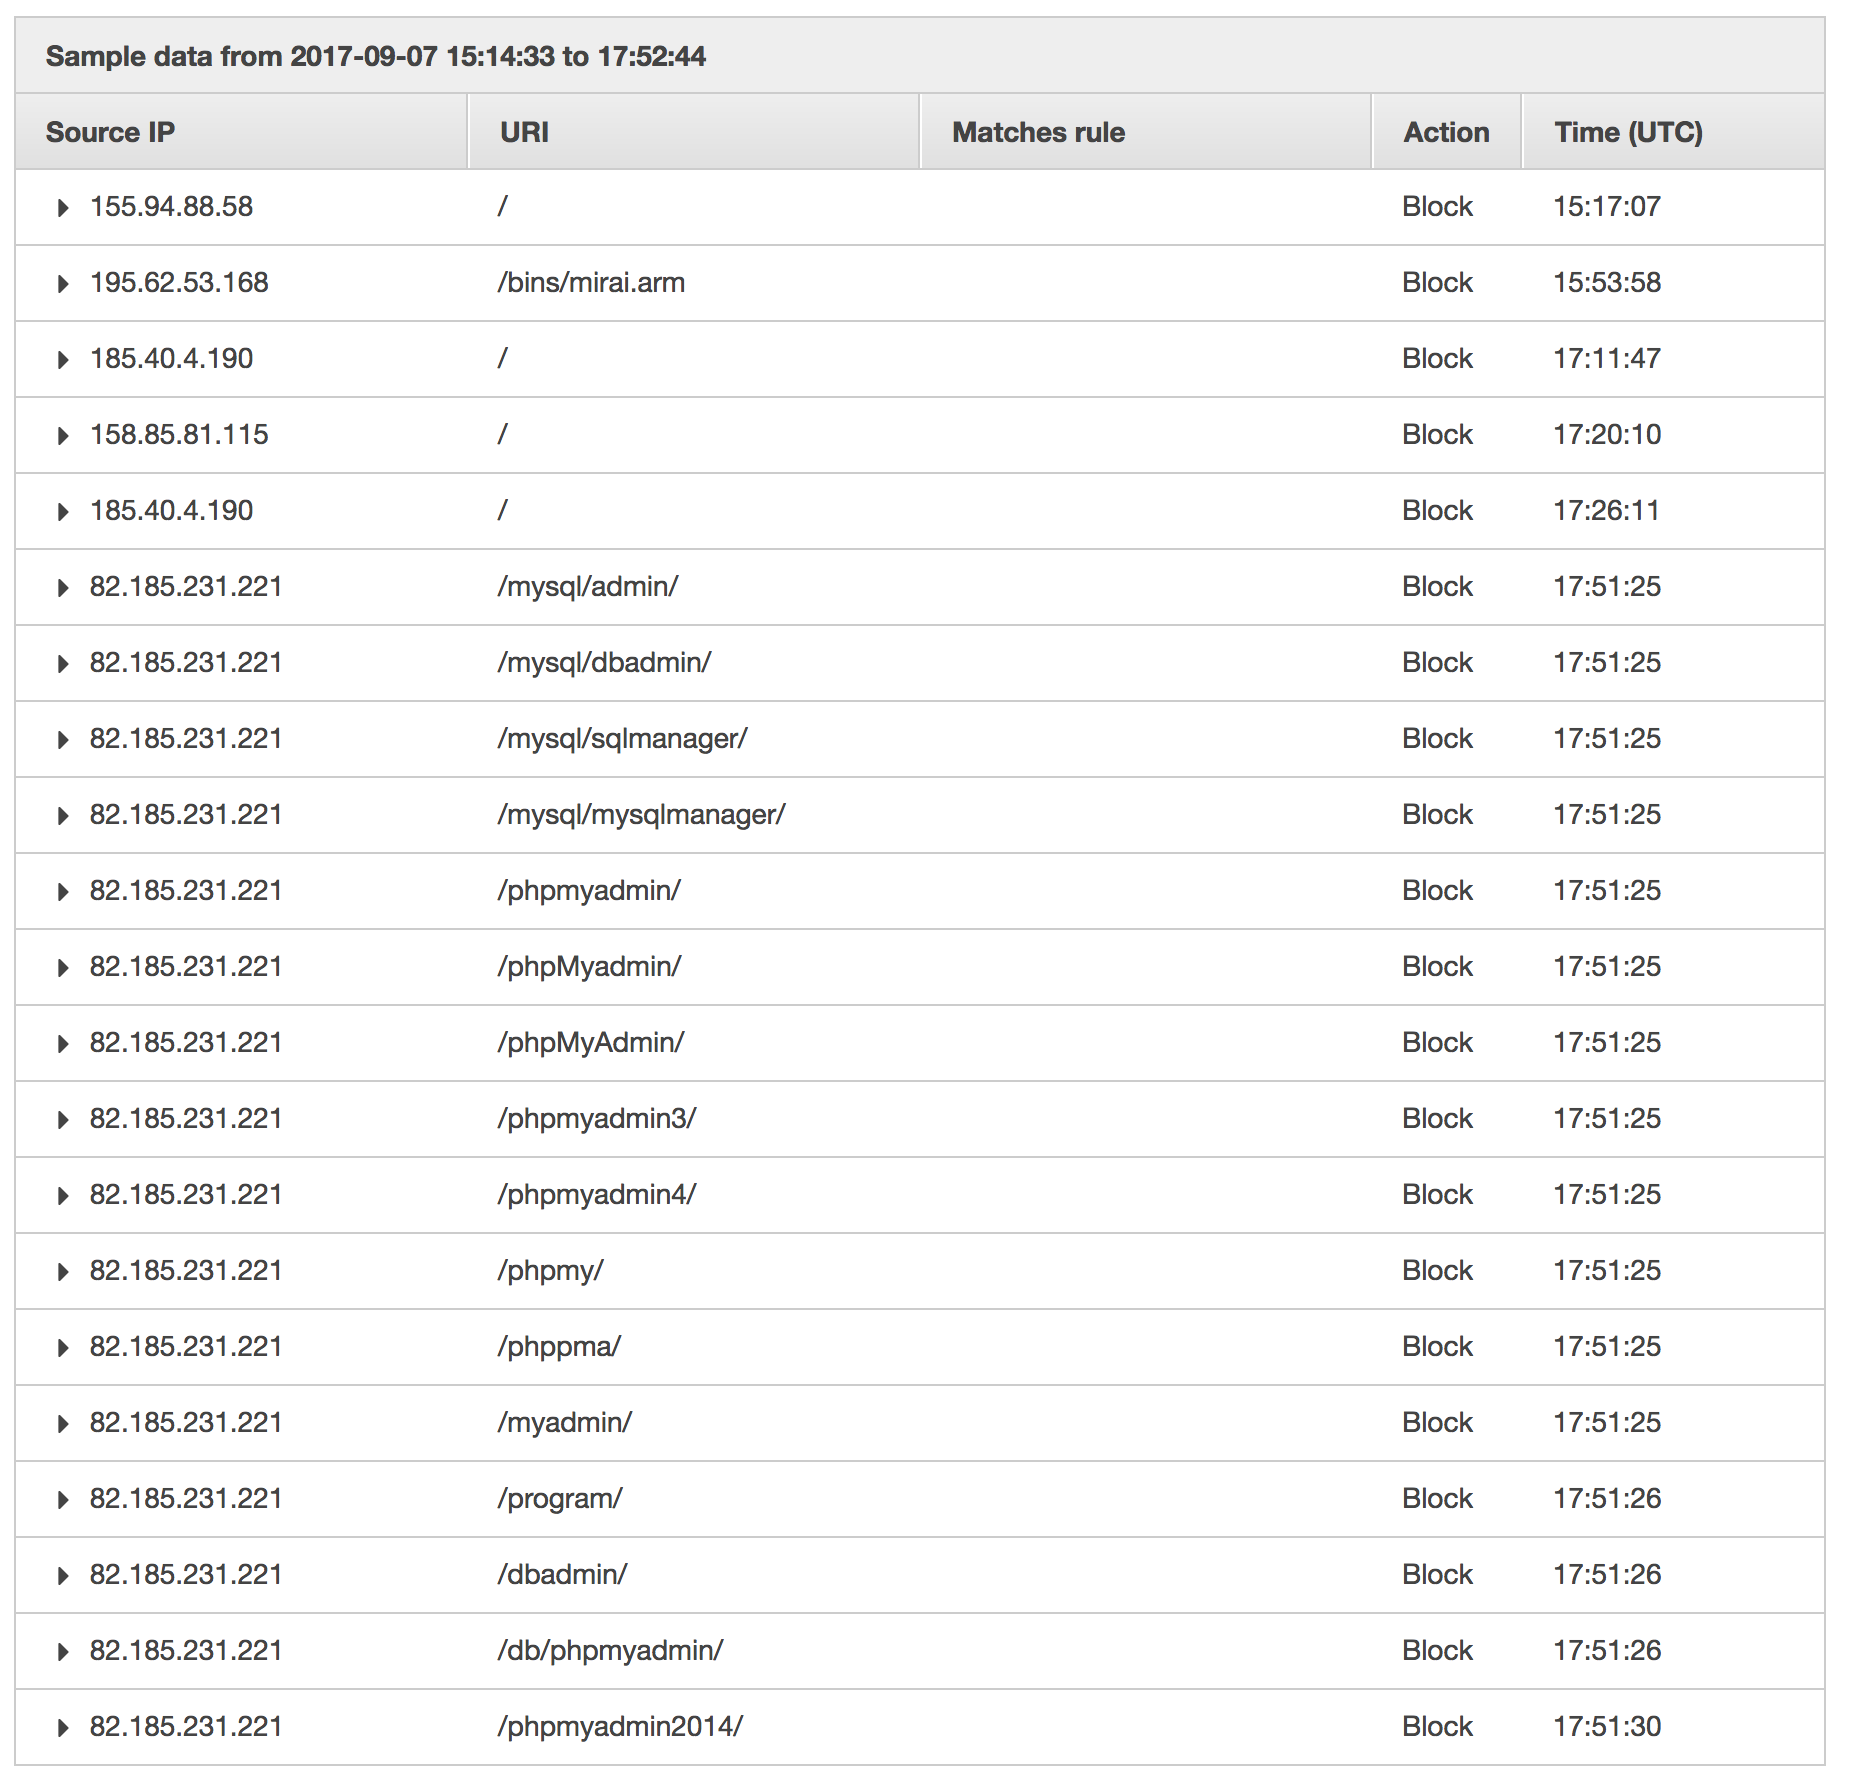 Sample data from 2017-09-07 15:14:33 to 17:52:44
Source IP URI Matches rule Action Time (UTC)
155.94.88.58 / Block 15:17:07
195.62.53.168 /bins/mirai.arm Block 15:53:58
185.40.4.190 / Block 17:11:47
158.85.81.115 / Block 17:20:10
185.40.4.190 / Block 17:26:11
82.185.231.221 /mysql/admin/ Block 17:51:25
82.185.231.221 /mysql/dbadmin/ Block 17:51:25
82.185.231.221 /mysql/sqlmanager/ Block 17:51:25
82.185.231.221 /mysql/mysqlmanager/ Block 17:51:25
82.185.231.221 /phpmyadmin/ Block 17:51:25
82.185.231.221 /phpMyadmin/ Block 17:51:25
82.185.231.221 /phpMyAdmin/ Block 17:51:25
82.185.231.221 /phpmyadmin3/ Block 17:51:25
82.185.231.221 /phpmyadmin4/ Block 17:51:25
82.185.231.221 /phpmy/ Block 17:51:25
82.185.231.221 /phppma/ Block 17:51:25
82.185.231.221 /myadmin/ Block 17:51:25
82.185.231.221 /program/ Block 17:51:26
82.185.231.221 /dbadmin/ Block 17:51:26
82.185.231.221 /db/phpmyadmin/ Block 17:51:26
82.185.231.221 /phpmyadmin2014/ Block 17:51:30